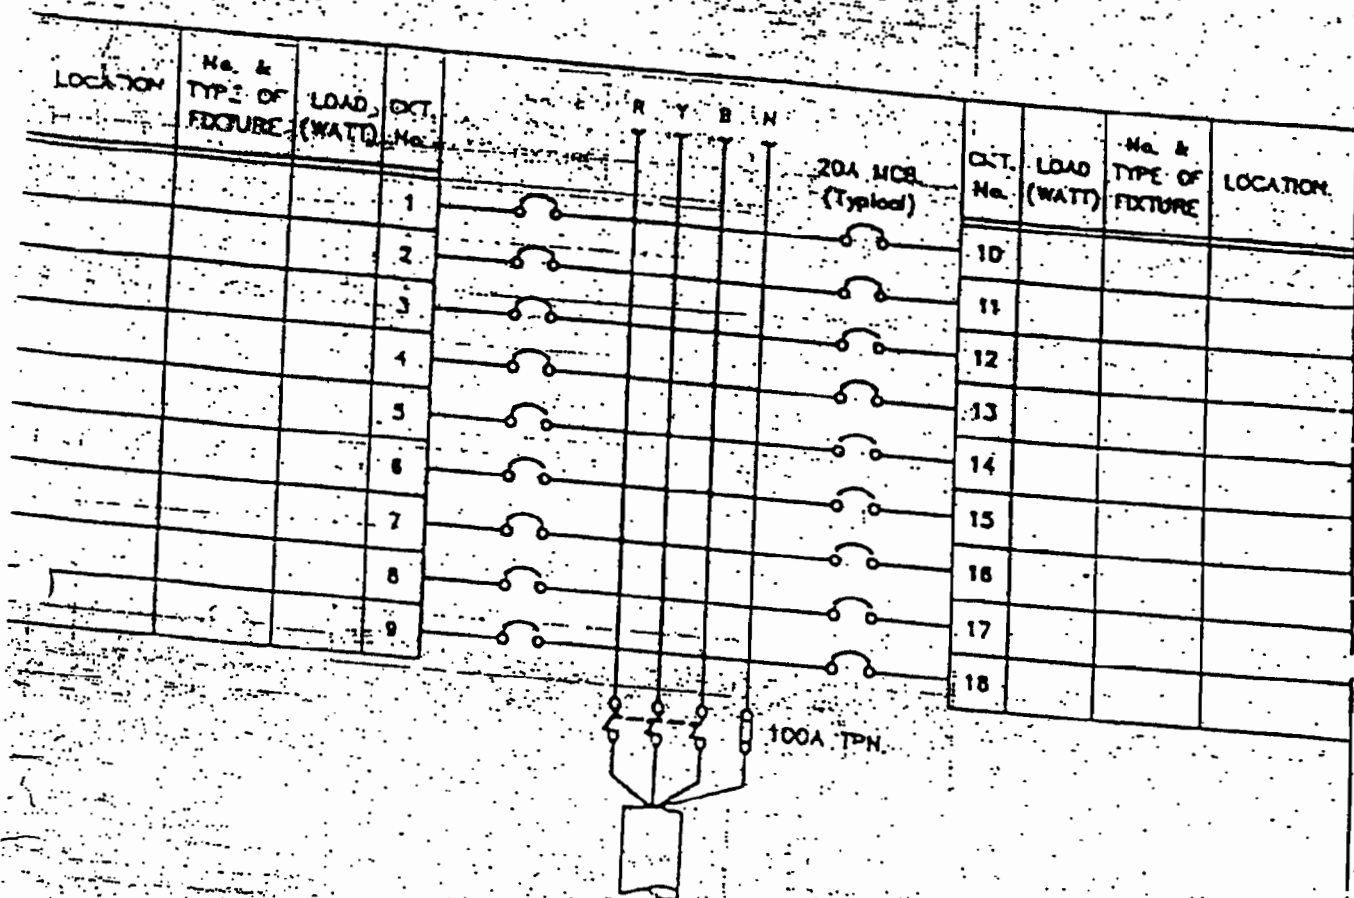 LOCATION
No. &
TYPE OF
FIXTURE
LOAD
(WATT)
CKT.
No.
R Y B N
20A MCB
(Typical)
CKT.
No.
LOAD
(WATT)
No. &
TYPE OF
FIXTURE
LOCATION
1
2
3
4
5
6
7
8
9
10
11
12
13
14
15
16
17
18
100A TPN